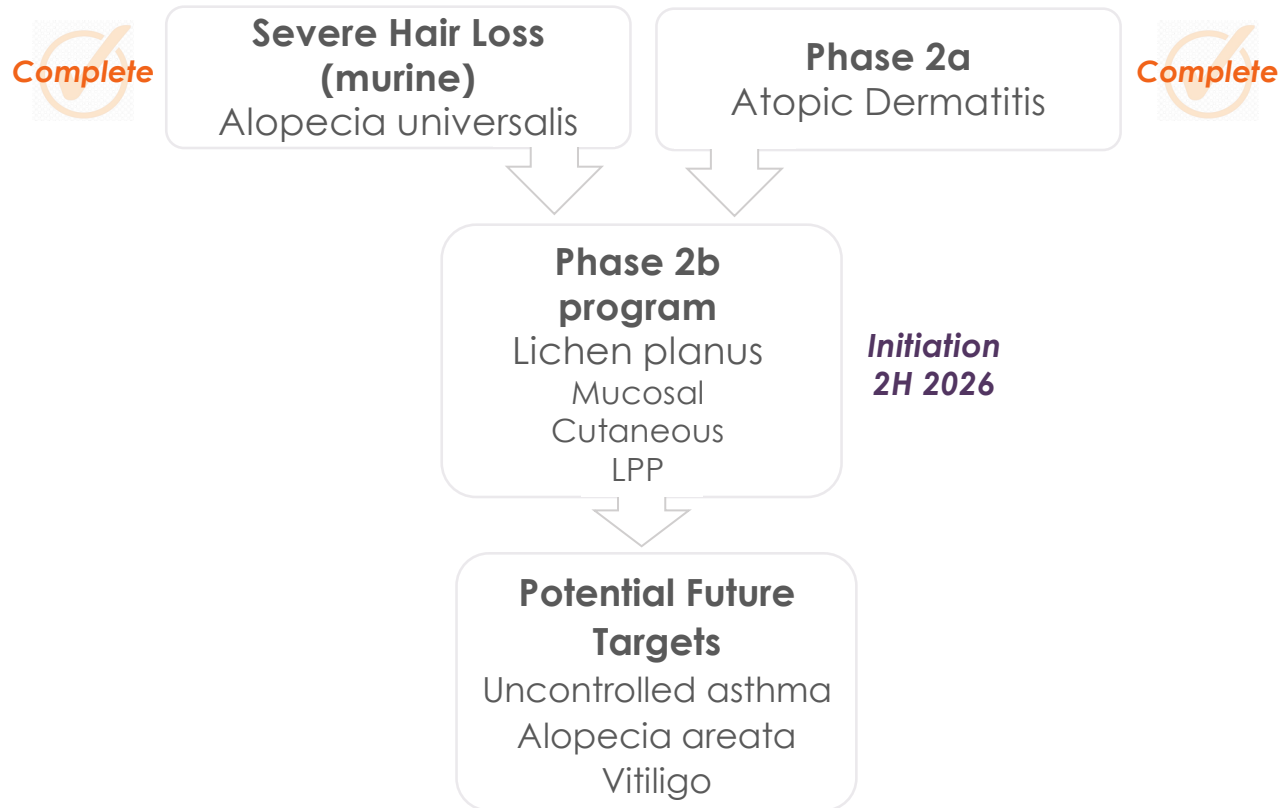 Complete
Severe Hair Loss
(murine)
Alopecia universalis
Phase 2a
Atopic Dermatitis
Complete
Phase 2b
program
Lichen planus
Mucosal
Cutaneous
LPP
Initiation
2H 2026
Potential Future
Targets
Uncontrolled asthma
Alopecia areata
Vitiligo